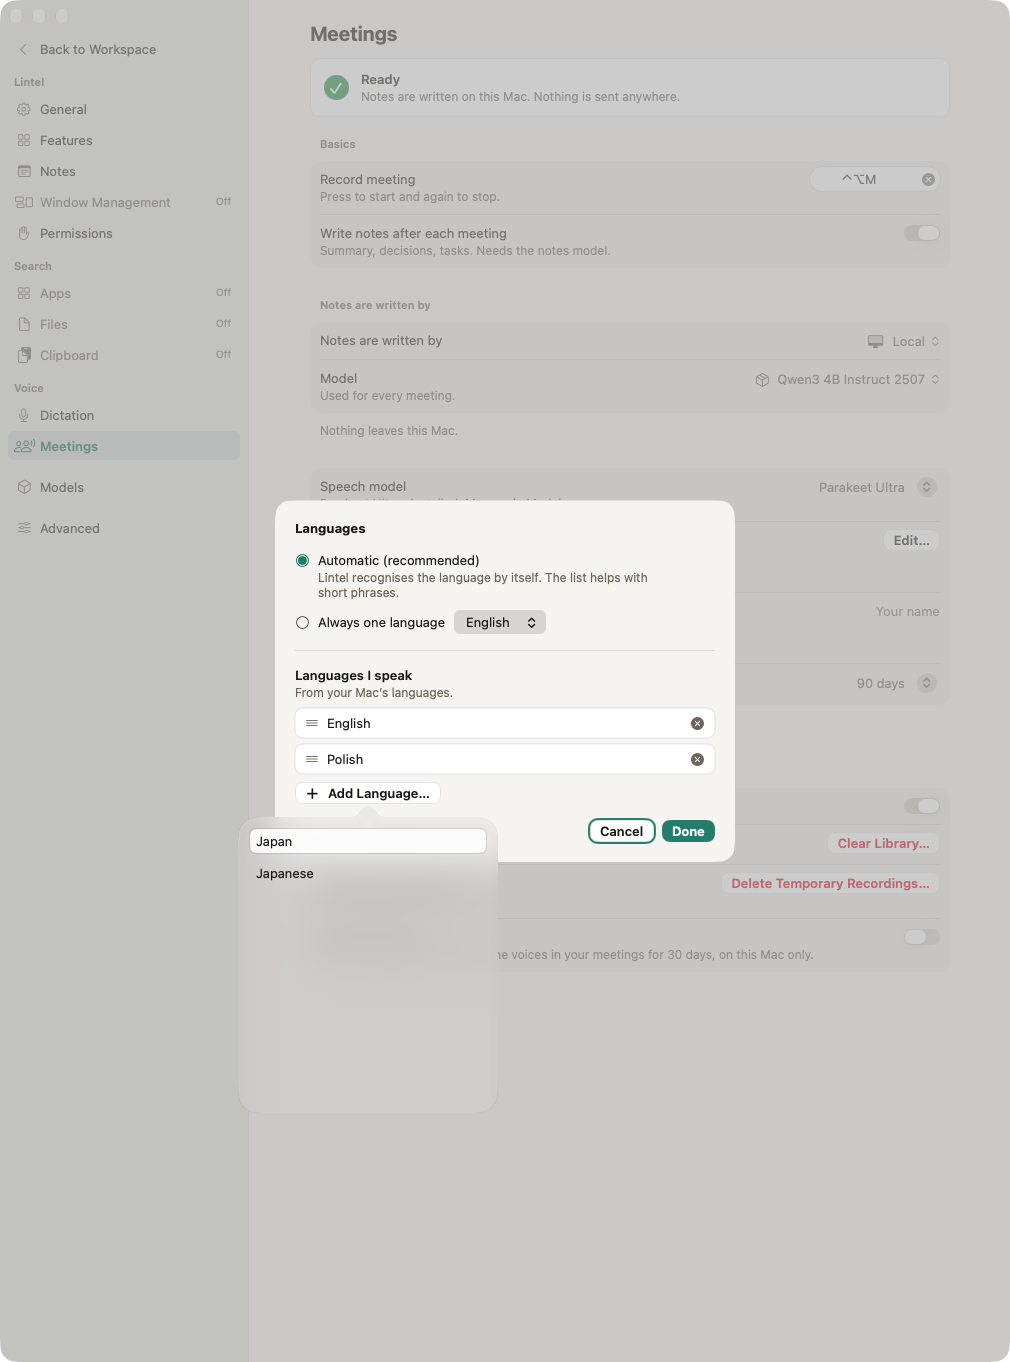 Back to Workspace
Lintel
General
Features
Notes
Window Management Off
Permissions
Search
Apps Off
Files Off
Clipboard Off
Voice
Dictation
Meetings
Models
Advanced
Meetings
Ready
Notes are written on this Mac. Nothing is sent anywhere.
Basics
Record meeting ^⌥M
Press to start and again to stop.
Write notes after each meeting
Summary, decisions, tasks. Needs the notes model.
Notes are written by
Notes are written by Local
Model Qwen3 4B Instruct 2507
Used for every meeting.
Nothing leaves this Mac.
Speech model Parakeet Ultra
Edit...
Your name
90 days
Clear Library...
Delete Temporary Recordings...
voices in your meetings for 30 days, on this Mac only.
Languages
Automatic (recommended)
Lintel recognises the language by itself. The list helps with
short phrases.
Always one language English
Languages I speak
From your Mac's languages.
English
Polish
+ Add Language...
Cancel Done
Japan
Japanese